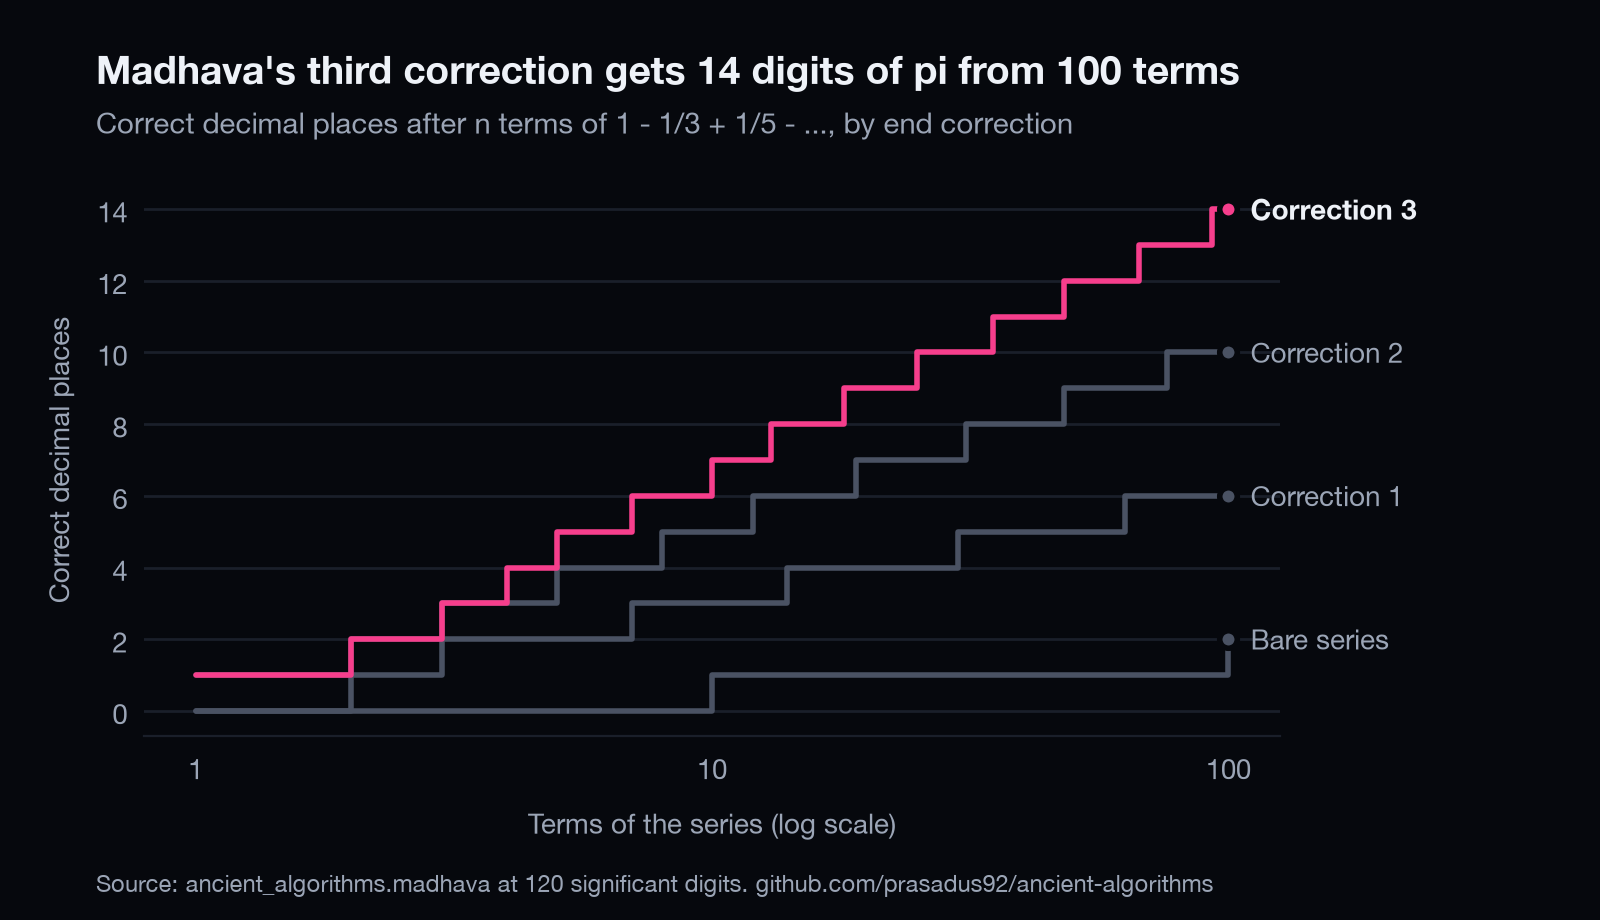 Madhava's third correction gets 14 digits of pi from 100 terms
Correct decimal places after n terms of 1 - 1/3 + 1/5 - ..., by end correction
Correct decimal places
14
12
10
8
6
4
2
0
Correction 3
Correction 2
Correction 1
Bare series
1
10
100
Terms of the series (log scale)
Source: ancient_algorithms.madhava at 120 significant digits. github.com/prasadus92/ancient-algorithms